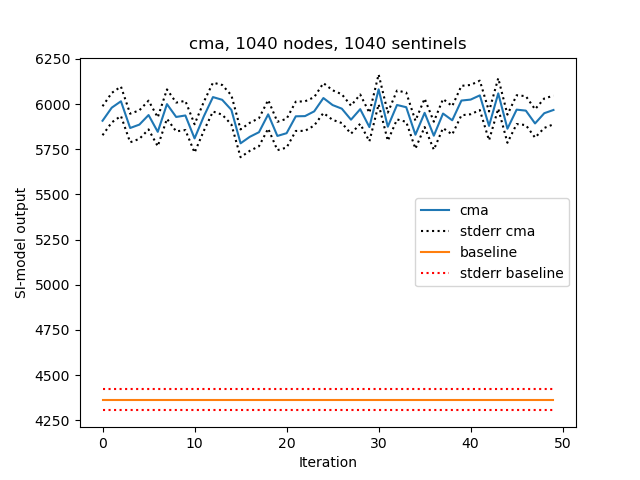 cma, 1040 nodes, 1040 sentinels
6250
6000
5750
5500
5250
5000
4750
4500
4250
SI-model output
cma
stderr cma
baseline
stderr baseline
0 10 20 30 40 50
Iteration